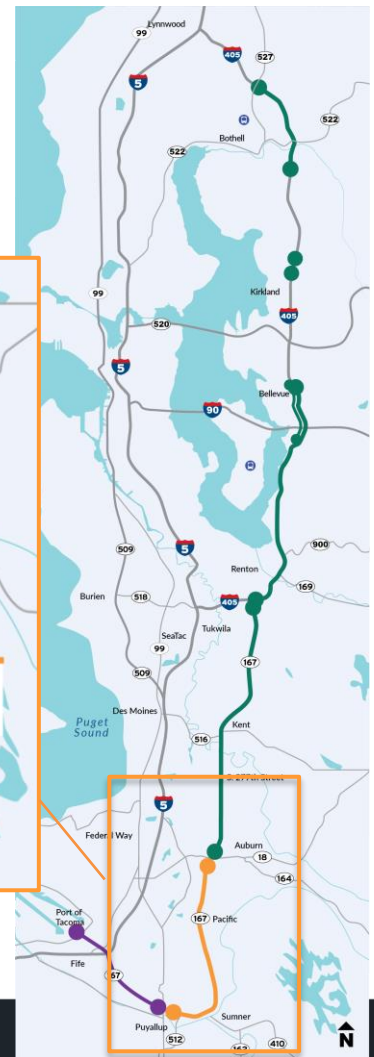 Lynnwood
99
405
527
5
Bothell
522
522
99
Kirkland
405
520
5
Bellevue
90
900
509
5
Renton
169
Burien
518
405
Tukwila
SeaTac
99
167
509
Des Moines
Kent
516
Puget
Sound
5
Federal Way
Auburn
18
164
Port of
Tacoma
167
Pacific
Fife
Puyallup
Sumner
512
410
N